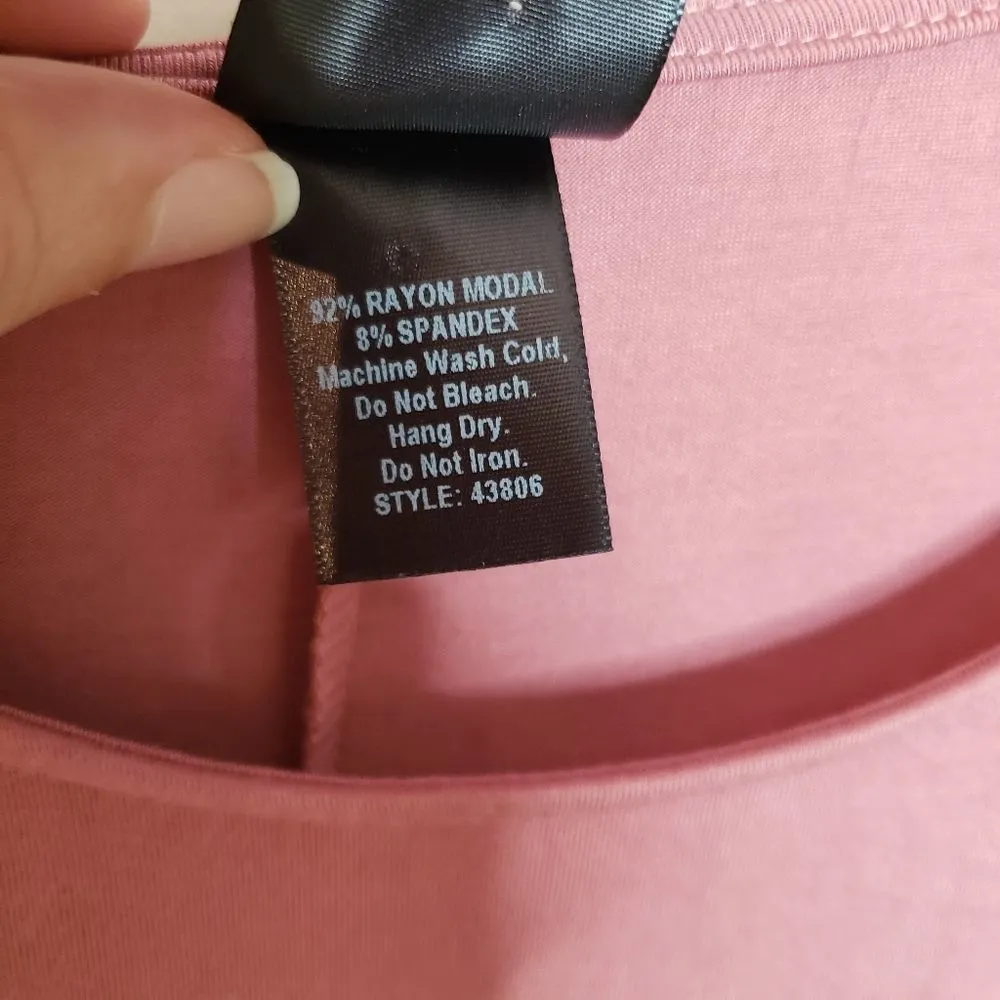 92% RAYON MODAL
8% SPANDEX
Machine Wash Cold,
Do Not Bleach.
Hang Dry.
Do Not Iron.
STYLE: 43806